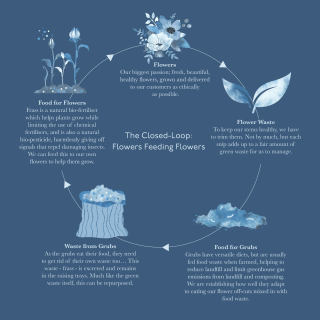 Flowers
Our biggest passion; fresh, beautiful,
healthy flowers, grown and delivered
to our customers as ethically
as possible.
Flower Waste
To keep our stems healthy, we have
to trim them. Not by much, but each
snip adds up to a fair amount of
green waste for us to manage.
Food for Grubs
Grubs have versatile diets, but are usually
fed food waste when farmed, helping to
reduce landfill and limit greenhouse gas
emissions from landfill and composting.
We are establishing how well they adapt
to eating our flower off-cuts mixed in with
food waste.
Waste from Grubs
As the grubs eat their food, they need
to get rid of their own waste too... This
waste - frass - is excreted and remains
in the raising trays. Much like the green
waste itself, this can be repurposed.
Food for Flowers
Frass is a natural bio-fertiliser
which helps plants grow while
limiting the use of chemical
fertilisers, and is also a natural
bio-pesticide, harmlessly giving off
signals that repel damaging insects.
We can feed this to our own
flowers to help them grow.
The Closed-Loop:
Flowers Feeding Flowers